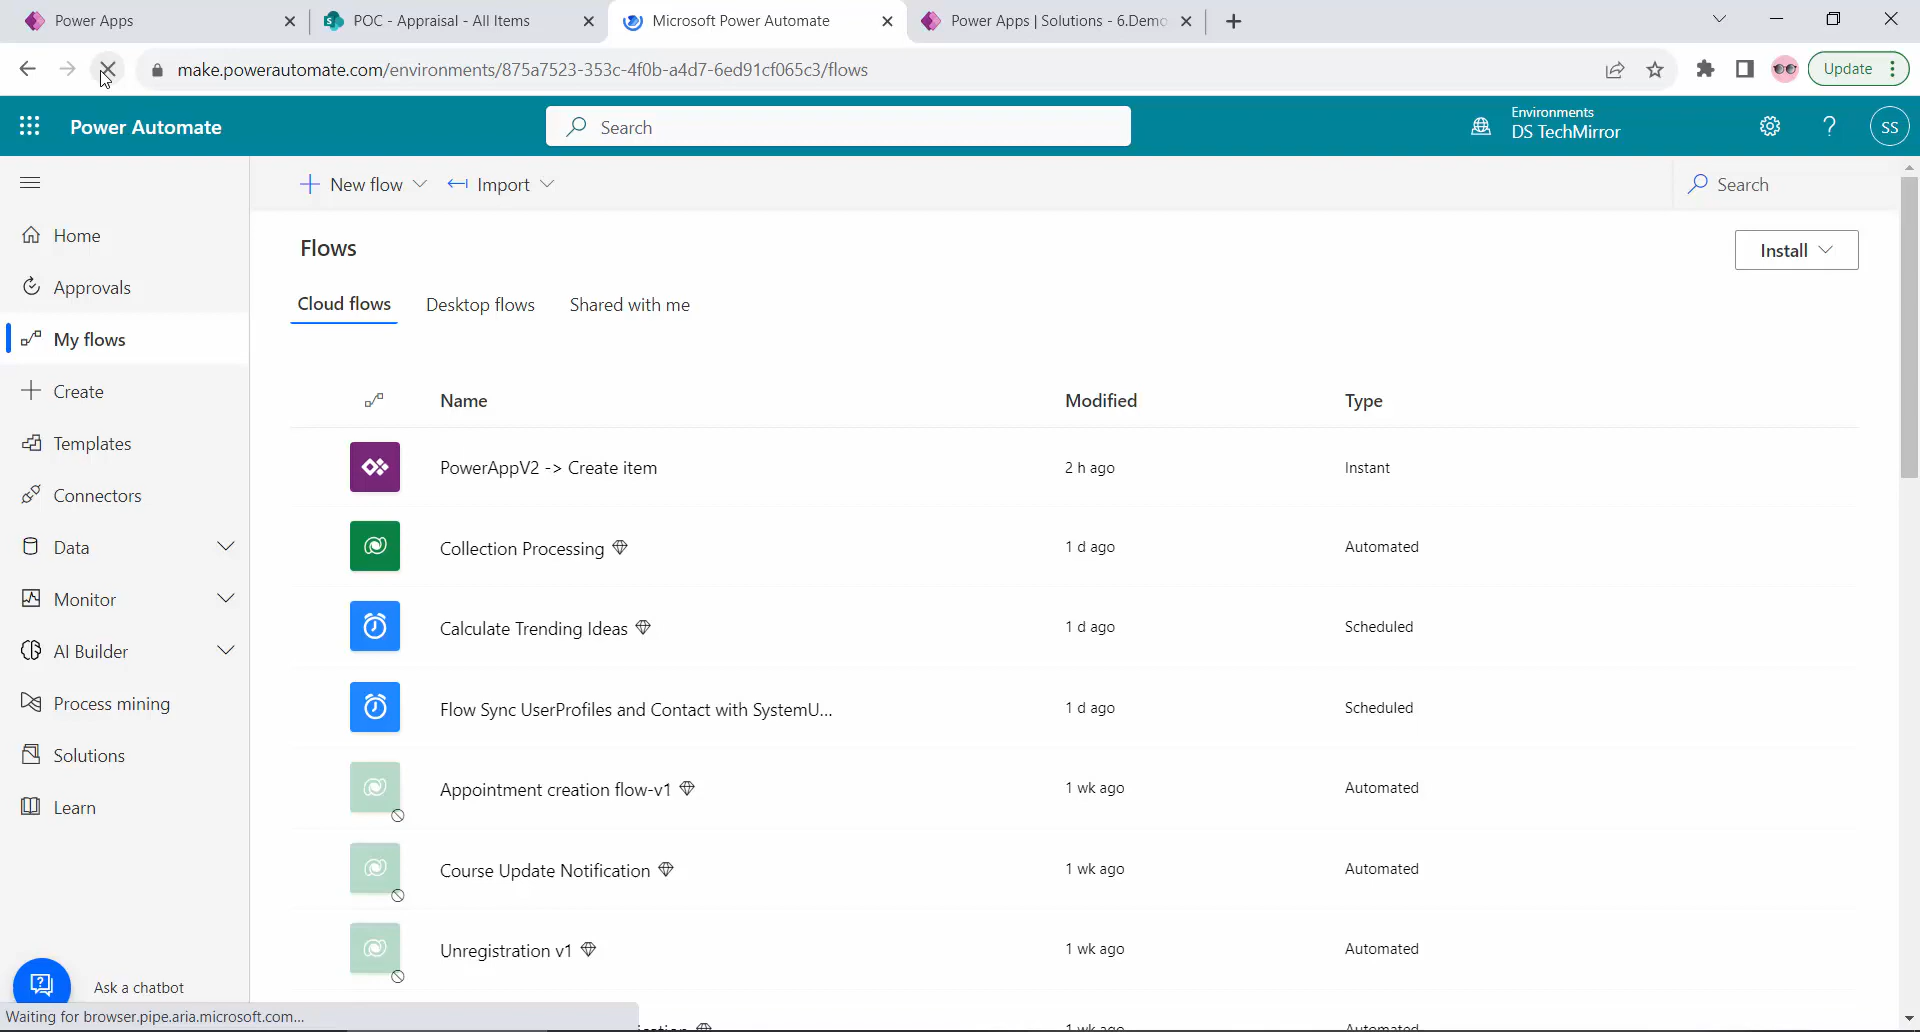 Power Apps
POC - Appraisal - All Items
Microsoft Power Automate
Power Apps | Solutions - 6.Demo
make.powerautomate.com/environments/875a7523-353c-4f0b-a4d7-6ed91cf065c3/flows
Update
Power Automate
Search
Environments
DS TechMirror
?
SS
New flow
Import
Search
Home
Approvals
My flows
Create
Templates
Connectors
Data
Monitor
AI Builder
Process mining
Solutions
Learn
Ask a chatbot
Flows
Install
Cloud flows
Desktop flows
Shared with me
Name Modified Type
PowerAppV2 -> Create item 2 h ago Instant
Collection Processing 1 d ago Automated
Calculate Trending Ideas 1 d ago Scheduled
Flow Sync UserProfiles and Contact with SystemU... 1 d ago Scheduled
Appointment creation flow-v1 1 wk ago Automated
Course Update Notification 1 wk ago Automated
Unregistration v1 1 wk ago Automated
1 wk ago Automated
Waiting for browser.pipe.aria.microsoft.com...